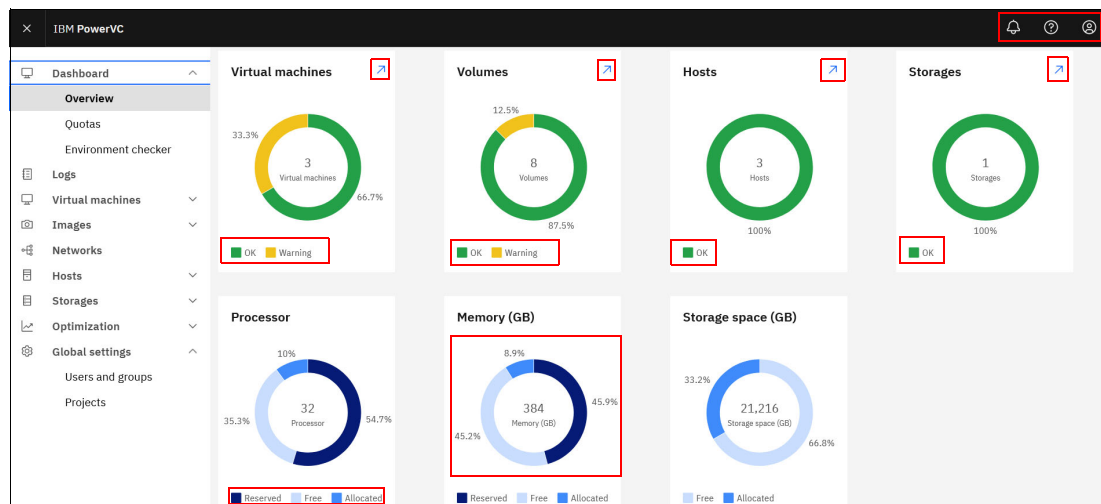 IBM PowerVC
Dashboard
Overview
Quotas
Environment checker
Logs
Virtual machines
Images
Networks
Hosts
Storages
Optimization
Global settings
Users and groups
Projects
Virtual machines
33.3%
3
Virtual machines
66.7%
OK Warning
Volumes
12.5%
8
Volumes
87.5%
OK Warning
Hosts
3
Hosts
100%
OK
Storages
1
Storages
100%
OK
Processor
10%
32
Processor
35.3%
54.7%
Reserved Free Allocated
Memory (GB)
8.9%
45.9%
384
Memory (GB)
45.2%
Reserved Free Allocated
Storage space (GB)
33.2%
21,216
Storage space (GB)
66.8%
Free Allocated